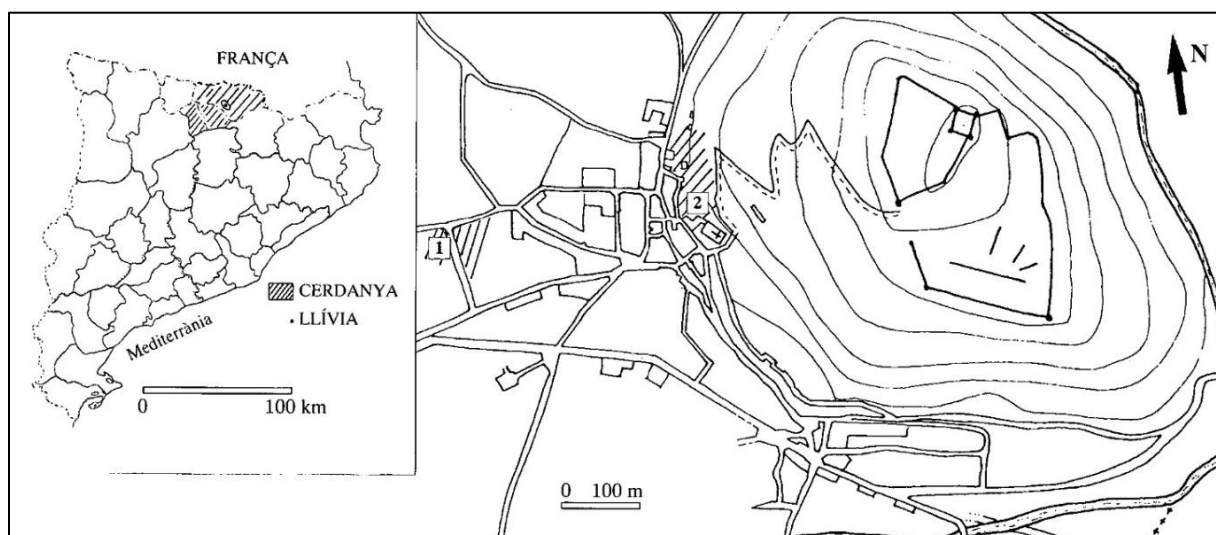 FRANÇA
CERDANYA
• LLÍVIA
Mediterrània
0 100 km
N
1
2
0 100 m